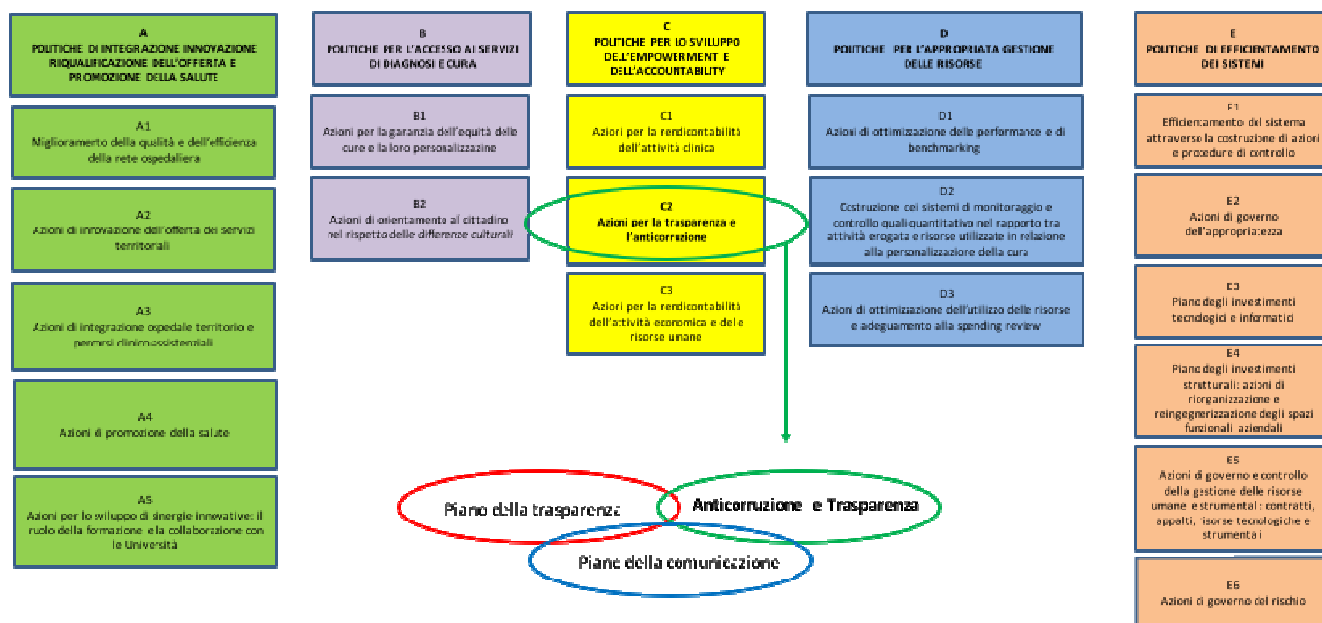 A
POLITICHE DI INTEGRAZIONE INNOVAZIONE
RIQUALIFICAZIONE DELL'OFFERTA E
PROMOZIONE DELLA SALUTE
A1
Miglioramento della qualità e dell'efficienza
della rete ospedaliera
A2
Azioni di innovazione dell'offerta dei servizi
territoriali
A3
Azioni di integrazione ospedale territorio e
percorsi clinico assistenziali
A4
Azioni di promozione della salute
A5
Azioni per lo sviluppo di sinergie innovative: il
ruolo della formazione e la collaborazione con
le Università
B
POLITICHE PER L'ACCESSO AI SERVIZI
DI DIAGNOSI E CURA
B1
Azioni per la garanzia dell'equità delle
cure e la loro personalizzazine
B2
Azioni di orientamento al cittadino
nel rispetto delle differenze culturali
C
POLITICHE PER LO SVILUPPO
DELL'EMPOWERMENT E
DELL'ACCOUNTABILITY
C1
Azioni per la rendicontabilità
dell'attività clinica
C2
Azioni per la trasparenza e
l'anticorruzione
C3
Azioni per la rendicontabilità
dell'attività economica e delle
risorse umane
D
POLITICHE PER L'APPROPRIATA GESTIONE
DELLE RISORSE
D1
Azioni di ottimizzazione delle performance e di
benchmarking
D2
Costruzione dei sistemi di monitoraggio e
controllo qualiquantitativo nel rapporto tra
attività erogata e risorse utilizzate in relazione
alla personalizzazione della cura
D3
Azioni di ottimizzazione dell'utilizzo delle risorse
e adeguamento alla spending review
E
POLITICHE DI EFFICIENTAMENTO
DEI SISTEMI
E1
Efficientamento del sistema
attraverso la costruzione di azioni
e procedure di controllo
E2
Azioni di governo
dell'appropriatezza
E3
Piano degli investimenti
tecnologici e informatici
E4
Piano degli investimenti
strutturali: azioni di
riorganizzazione e
reingegnerizzazione degli spazi
funzionali aziendali
E5
Azioni di governo e controllo
della gestione delle risorse
umane e strumentali: contratti,
appalti, risorse tecnologiche e
strumentali
E6
Azioni di governo del rischio
Piano della trasparenza
Anticorruzione e Trasparenza
Piano della comunicazione